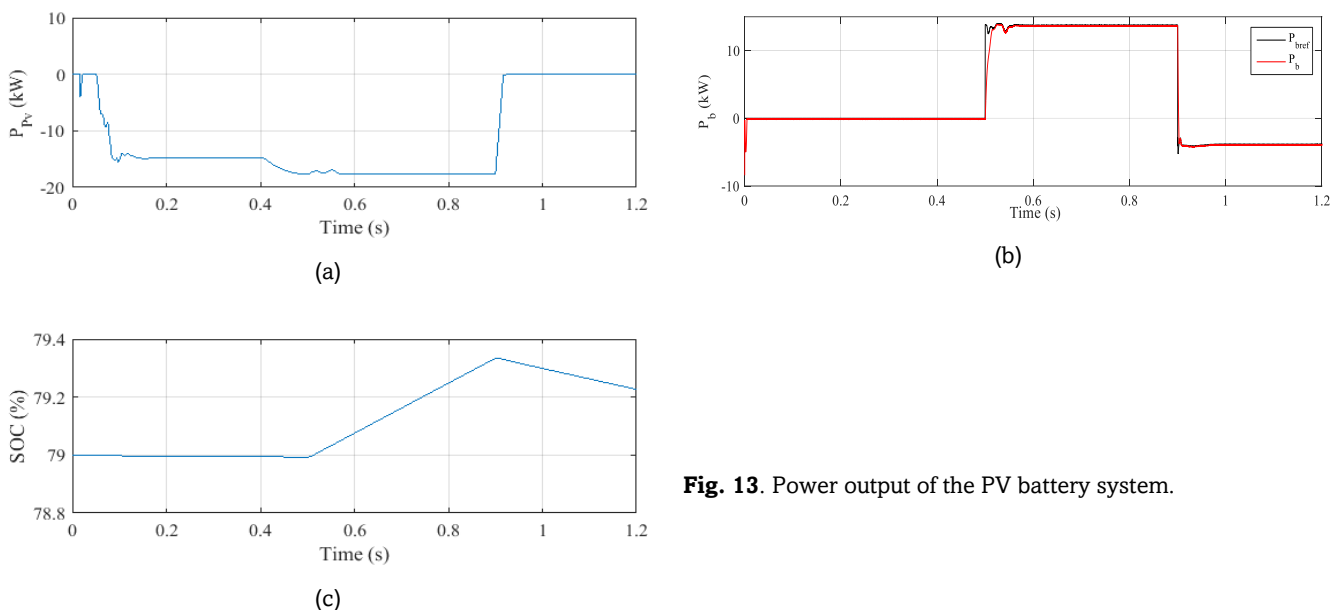 10
0
-10
-20
P_Pv (kW)
0 0.2 0.4 0.6 0.8 1 1.2
Time (s)
(a)
10
0
-10
P_b (kW)
P_bref
P_b
0 0.2 0.4 0.6 0.8 1 1.2
Time (s)
(b)
79.4
79.2
79
78.8
SOC (%)
0 0.2 0.4 0.6 0.8 1 1.2
Time (s)
(c)
Fig. 13. Power output of the PV battery system.